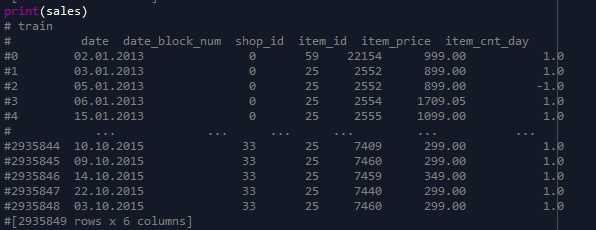 print(sales)
# train
#         date  date_block_num  shop_id  item_id  item_price  item_cnt_day
#0        02.01.2013               0       59    22154      999.00           1.0
#1        03.01.2013               0       25     2552      899.00           1.0
#2        05.01.2013               0       25     2552      899.00          -1.0
#3        06.01.2013               0       25     2554     1709.05           1.0
#4        15.01.2013               0       25     2555     1099.00           1.0
#            ...             ...      ...      ...         ...           ...
#2935844  10.10.2015              33       25     7409      299.00           1.0
#2935845  09.10.2015              33       25     7460      299.00           1.0
#2935846  14.10.2015              33       25     7459      349.00           1.0
#2935847  22.10.2015              33       25     7440      299.00           1.0
#2935848  03.10.2015              33       25     7460      299.00           1.0
#[2935849 rows x 6 columns]